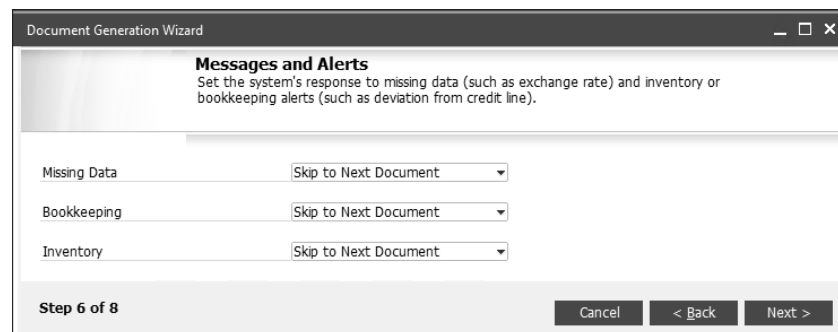 Document Generation Wizard
Messages and Alerts
Set the system's response to missing data (such as exchange rate) and inventory or
bookkeeping alerts (such as deviation from credit line).
Missing Data Skip to Next Document
Bookkeeping Skip to Next Document
Inventory Skip to Next Document
Step 6 of 8 Cancel < Back Next >